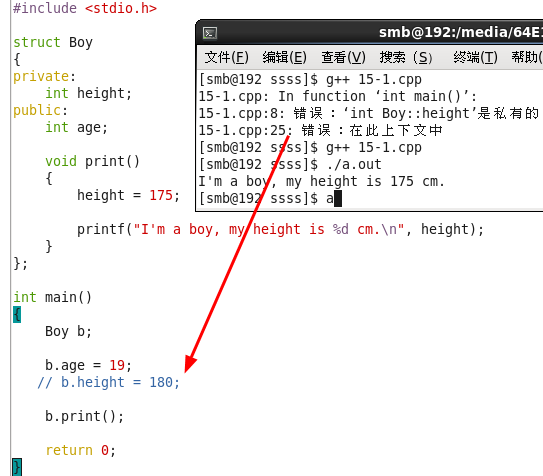 #include <stdio.h>
struct Boy
{
private:
    int height;
public:
    int age;
    void print()
    {
        height = 175;
        printf("I'm a boy, my height is %d cm.\n", height);
    }
};
int main()
{
    Boy b;
    b.age = 19;
   // b.height = 180;
    b.print();
    return 0;
}
smb@192:/media/64E
文件(F) 编辑(E) 查看(V) 搜索 (S) 终端(T) 帮助(
[smb@192 ssss]$ g++ 15-1.cpp
15-1.cpp: In function ‘int main()’:
15-1.cpp:8: 错误：‘int Boy::height’是私有的
15-1.cpp:25: 错误：在此上下文中
[smb@192 ssss]$ g++ 15-1.cpp
[smb@192 ssss]$ ./a.out
I'm a boy, my height is 175 cm.
[smb@192 ssss]$ a